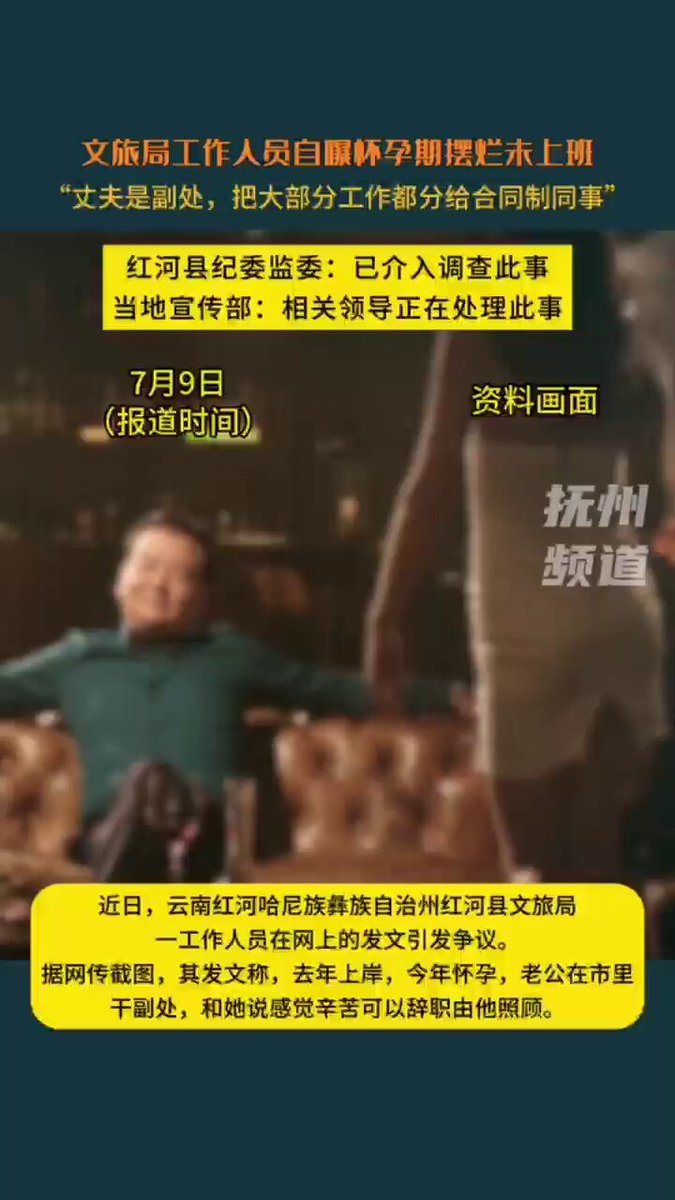 文旅局工作人员自曝怀孕期摆烂未上班
“丈夫是副处，把大部分工作都分给合同制同事”
红河县纪委监委：已介入调查此事
当地宣传部：相关领导正在处理此事
7月9日
（报道时间）
资料画面
抚州
频道
近日，云南红河哈尼族彝族自治州红河县文旅局
一工作人员在网上的发文引发争议。
据网传截图，其发文称，去年上岸，今年怀孕，老公在市里
干副处，和她说感觉辛苦可以辞职由他照顾。